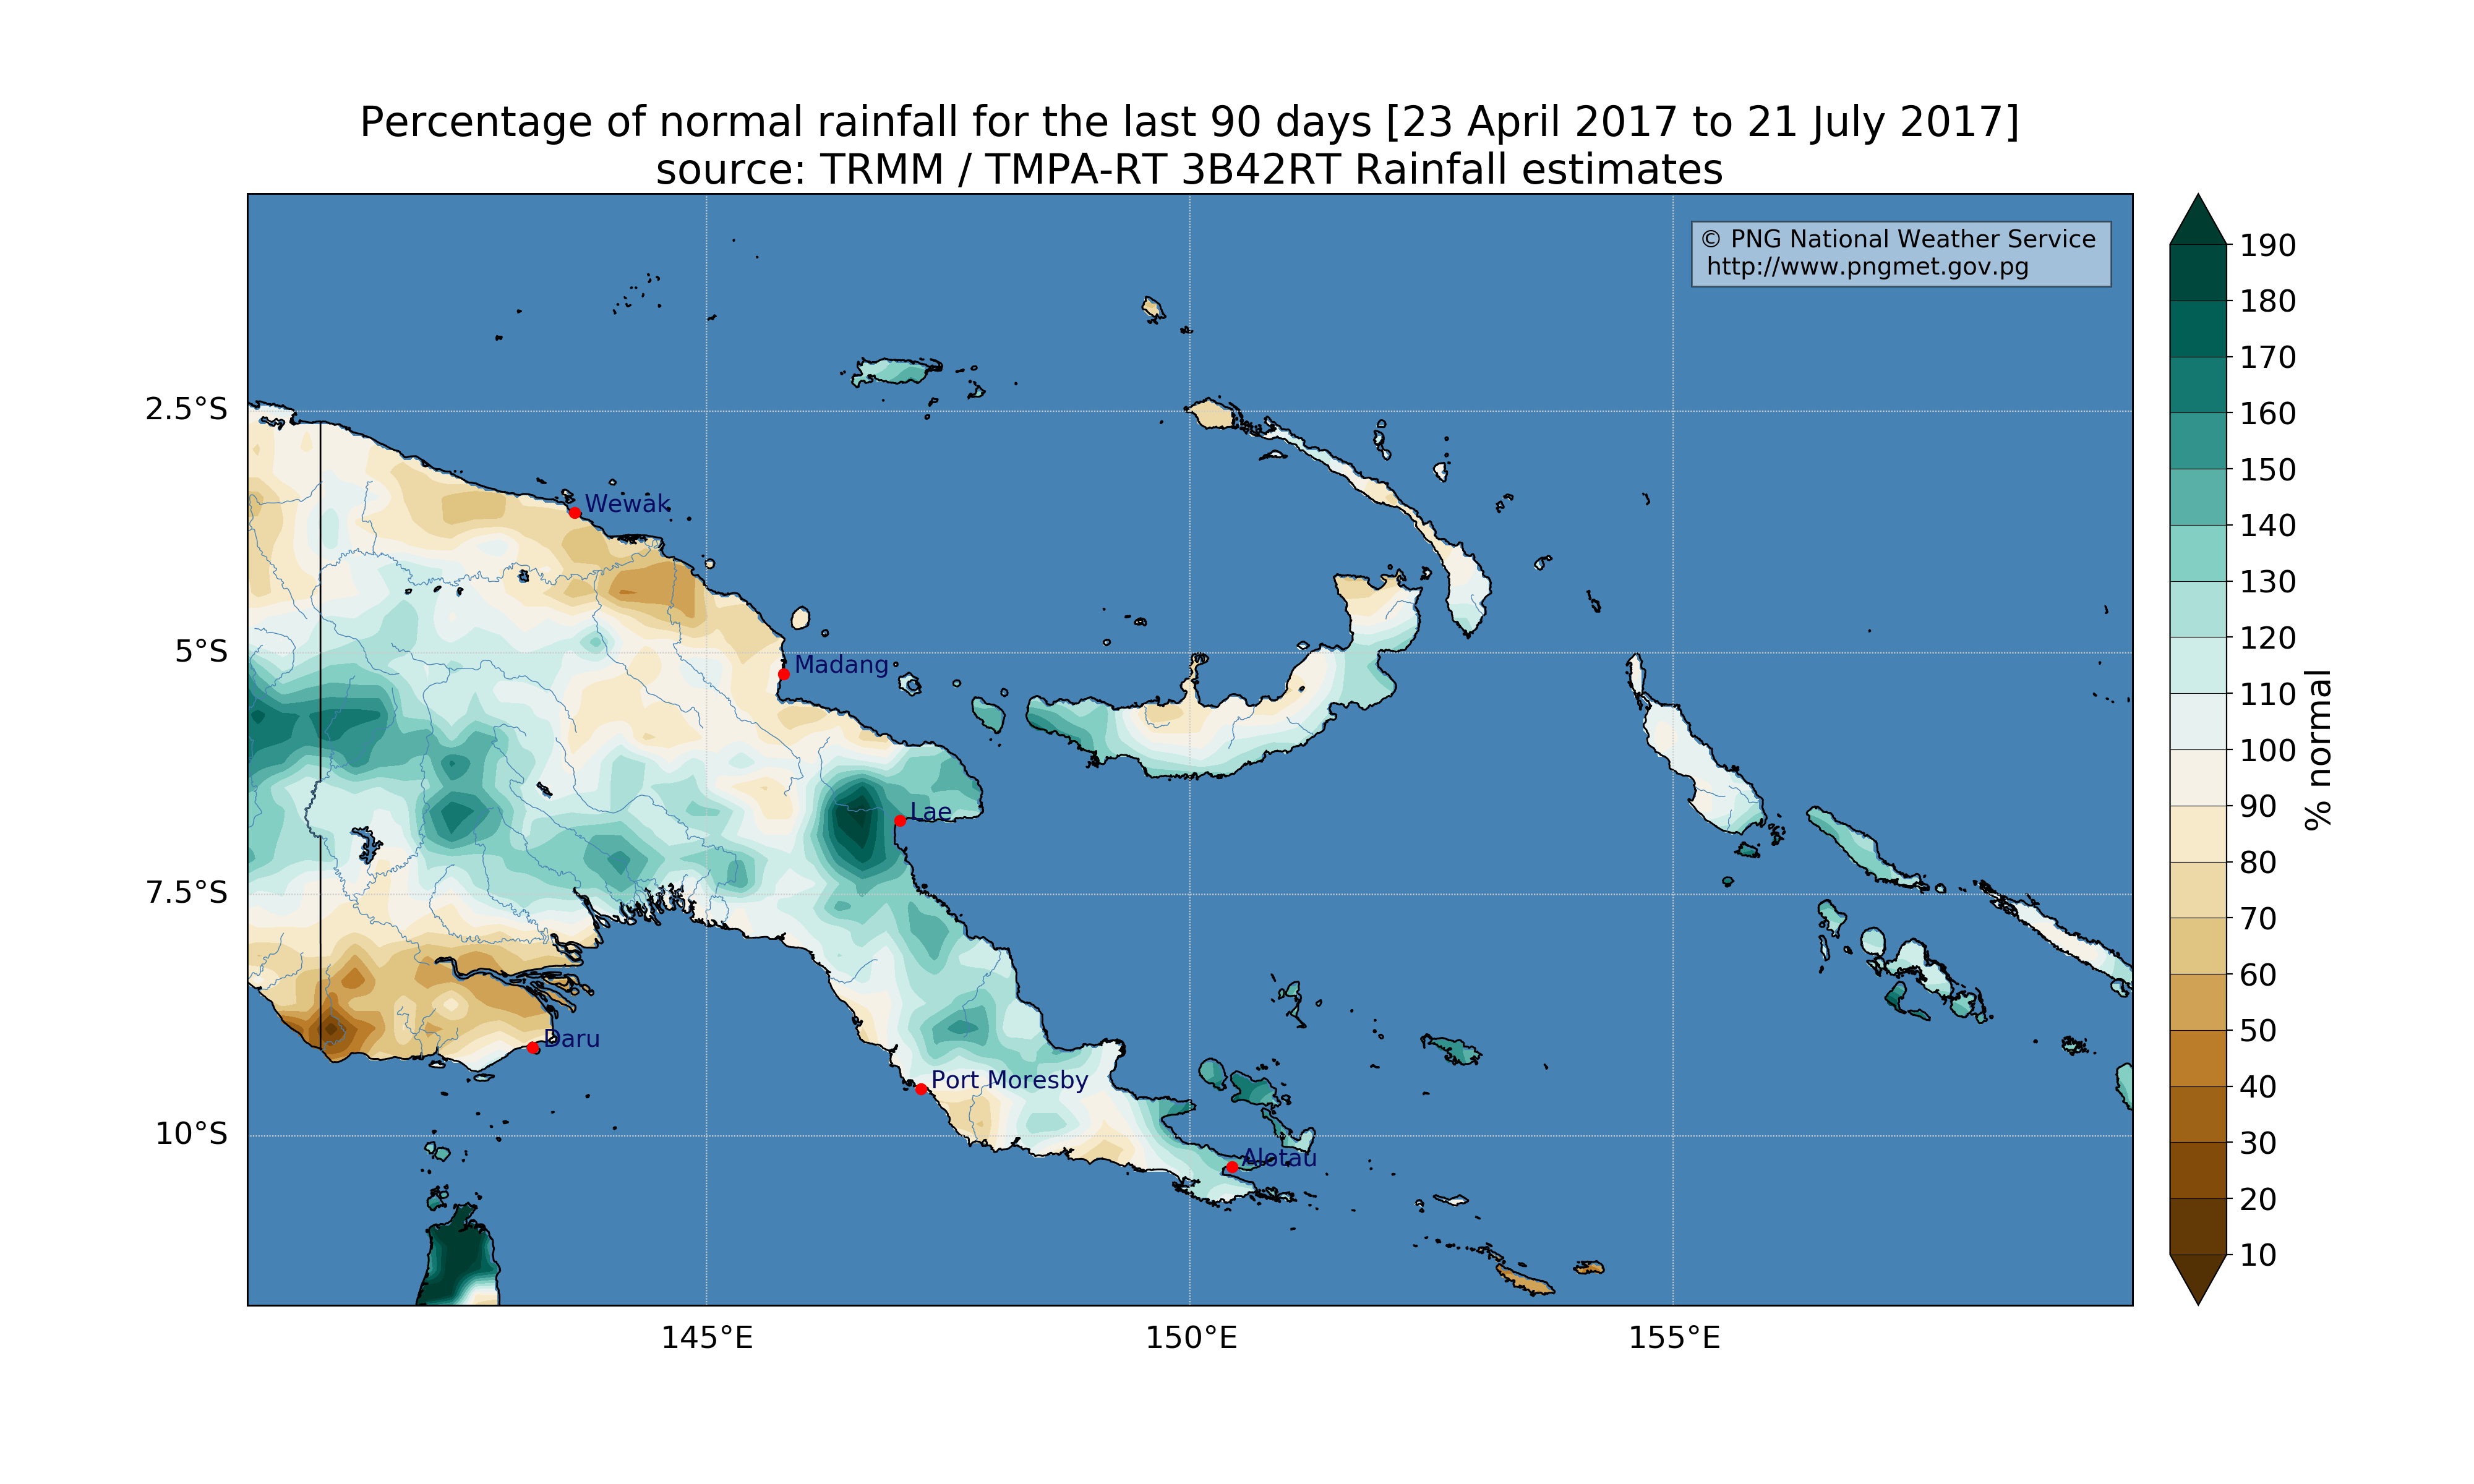 Percentage of normal rainfall for the last 90 days [23 April 2017 to 21 July 2017]
source: TRMM / TMPA-RT 3B42RT Rainfall estimates
© PNG National Weather Service
http://www.pngmet.gov.pg
2.5°S
5°S
7.5°S
10°S
Wewak
Madang
Lae
Daru
Port Moresby
Alotau
145°E
150°E
155°E
190
180
170
160
150
140
130
120
110
100
90
80
70
60
50
40
30
20
10
% normal